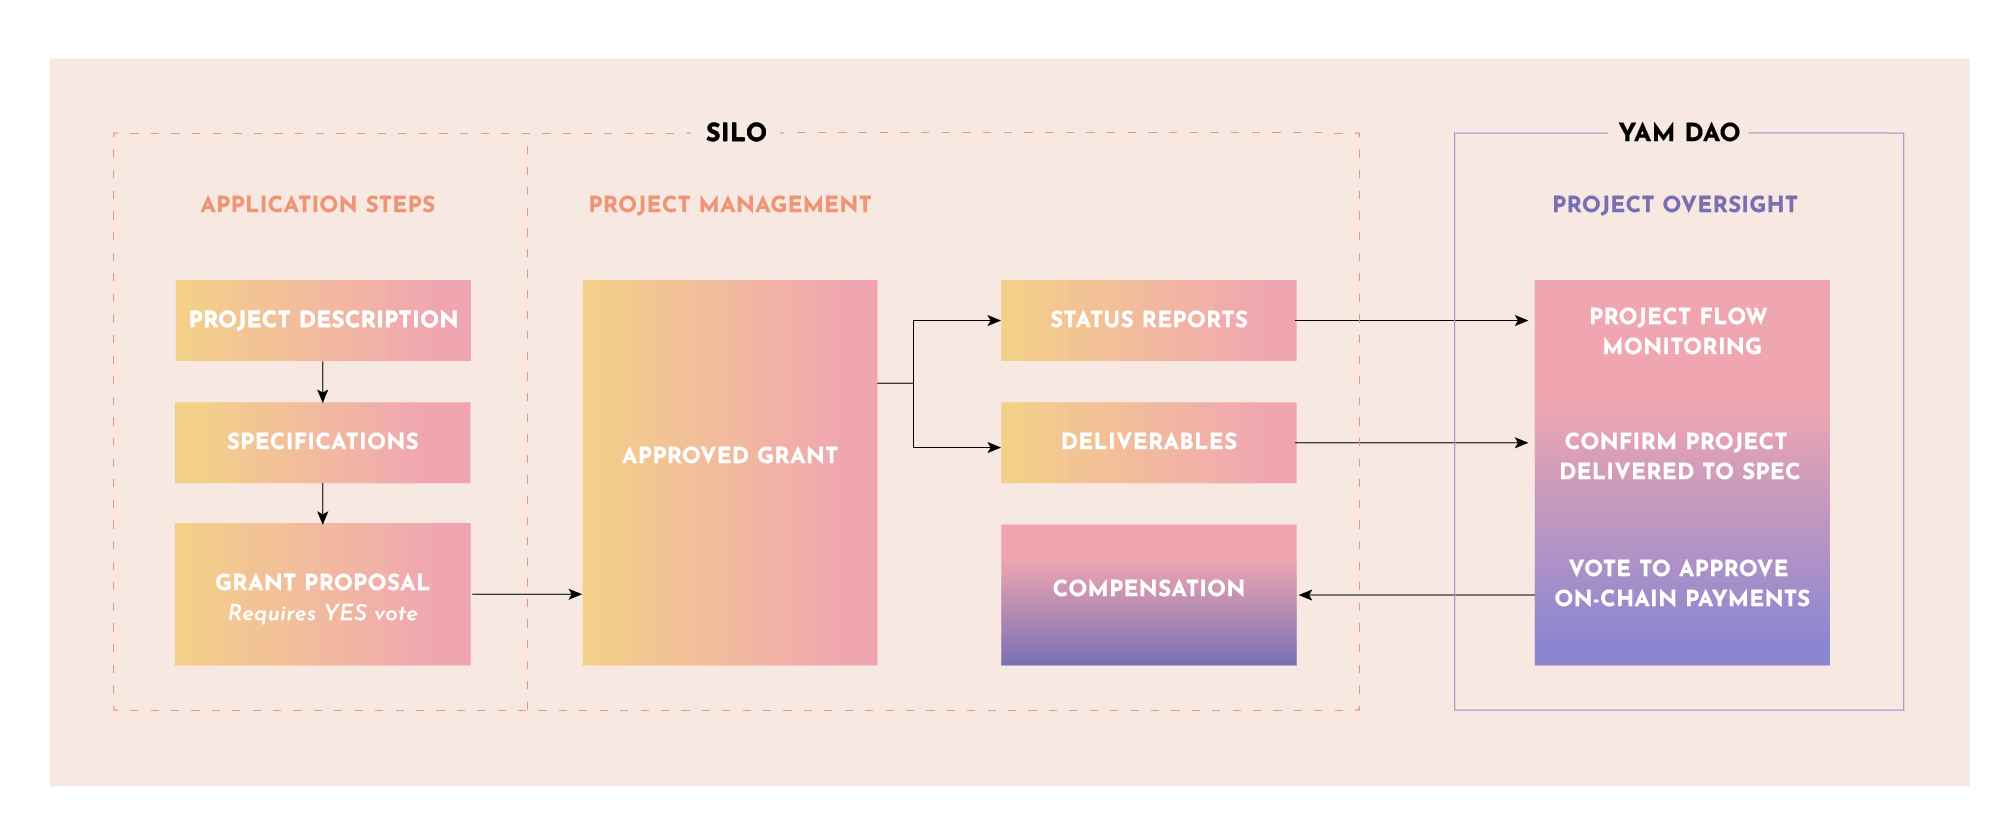 SILO
YAM DAO
APPLICATION STEPS
PROJECT MANAGEMENT
PROJECT OVERSIGHT
PROJECT DESCRIPTION
SPECIFICATIONS
GRANT PROPOSAL
Requires YES vote
APPROVED GRANT
STATUS REPORTS
DELIVERABLES
COMPENSATION
PROJECT FLOW
MONITORING
CONFIRM PROJECT
DELIVERED TO SPEC
VOTE TO APPROVE
ON-CHAIN PAYMENTS